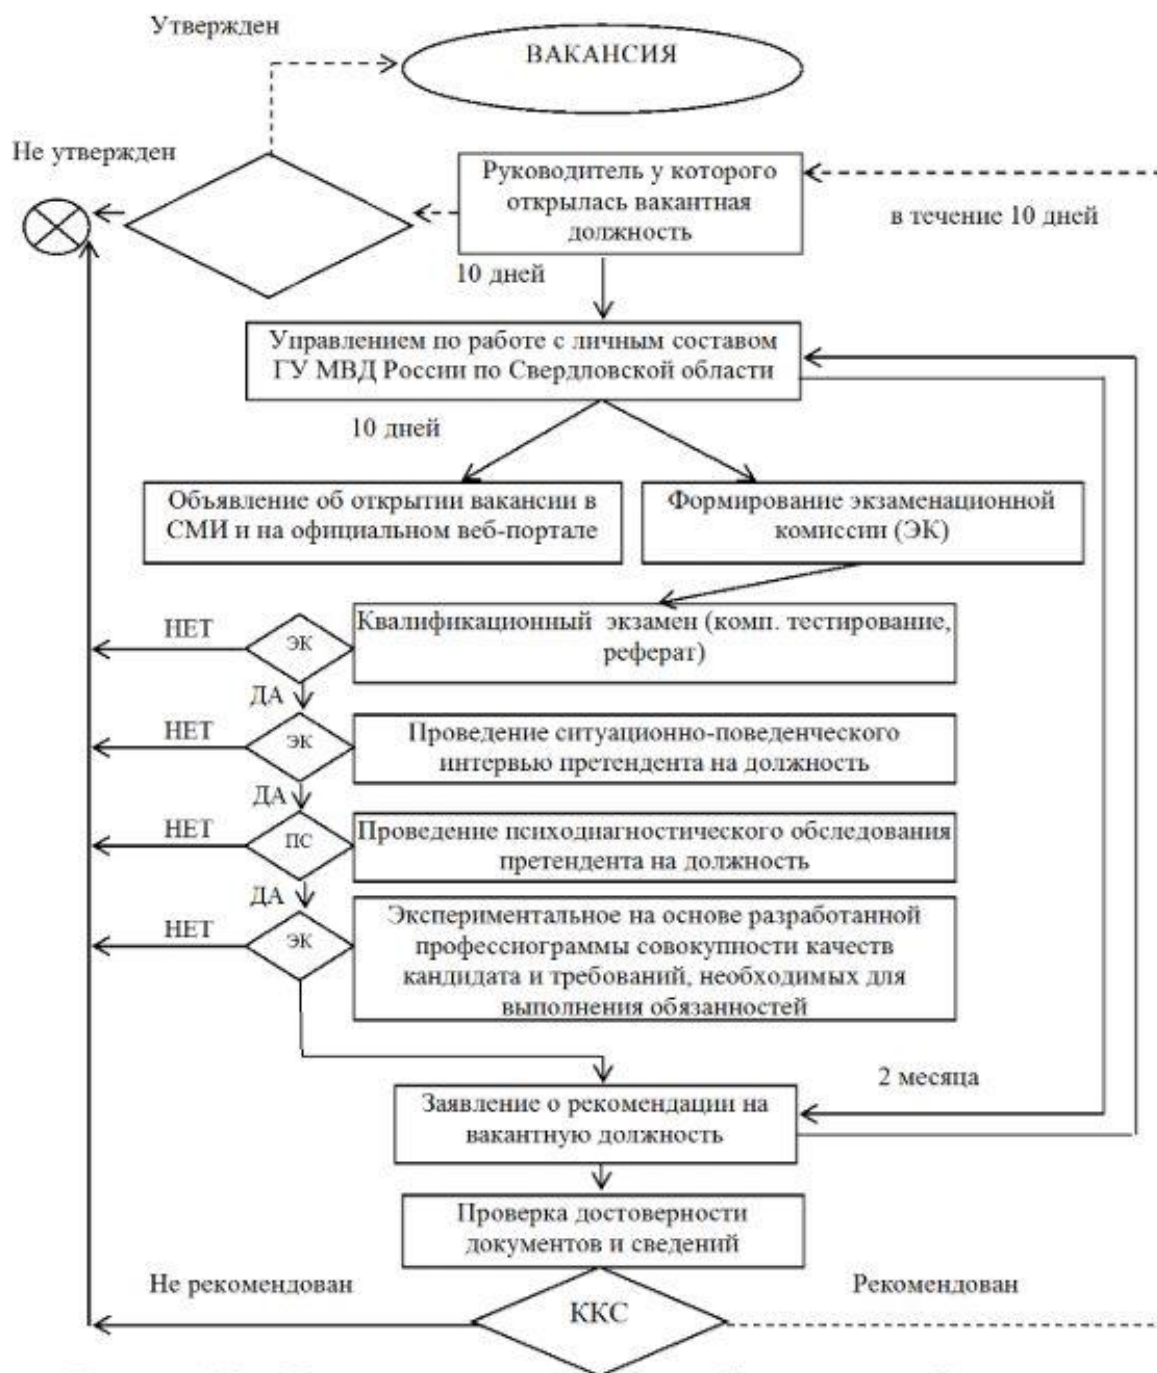 Утвержден
ВАКАНСИЯ
Не утвержден
Руководитель у которого
открылась вакантная
должность
в течение 10 дней
10 дней
Управлением по работе с личным составом
ГУ МВД России по Свердловской области
10 дней
Объявление об открытии вакансии в
СМИ и на официальном веб-портале
Формирование экзаменационной
комиссии (ЭК)
Квалификационный экзамен (комп. тестирование,
реферат)
НЕТ
ЭК
ДА
Проведение ситуационно-поведенческого
интервью претендента на должность
НЕТ
ЭК
ДА
Проведение психодиагностического обследования
претендента на должность
НЕТ
ПС
ДА
Экспериментальное на основе разработанной
профессиограммы совокупности качеств
кандидата и требований, необходимых для
выполнения обязанностей
НЕТ
ЭК
2 месяца
Заявление о рекомендации на
вакантную должность
Проверка достоверности
документов и сведений
Не рекомендован
ККС
Рекомендован